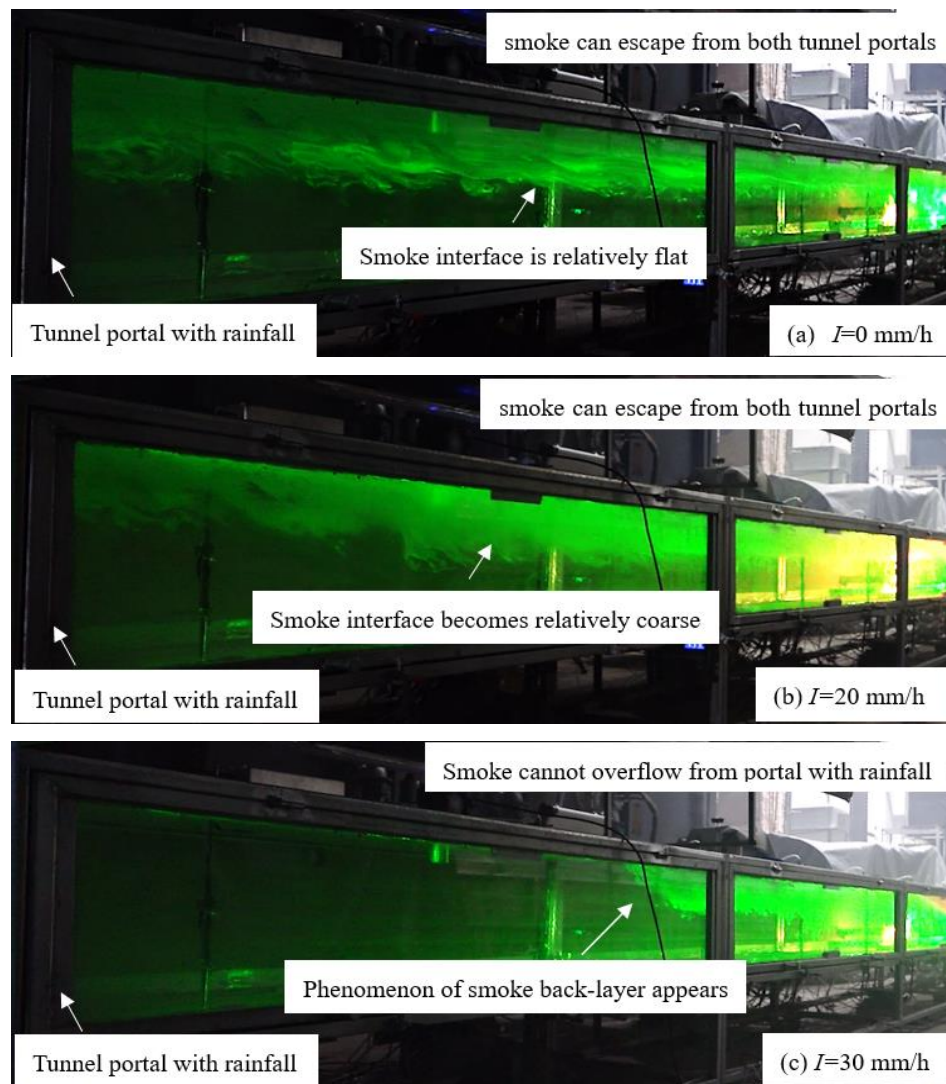 smoke can escape from both tunnel portals
Smoke interface is relatively flat
Tunnel portal with rainfall
(a) I=0 mm/h
smoke can escape from both tunnel portals
Smoke interface becomes relatively coarse
Tunnel portal with rainfall
(b) I=20 mm/h
Smoke cannot overflow from portal with rainfall
Phenomenon of smoke back-layer appears
Tunnel portal with rainfall
(c) I=30 mm/h